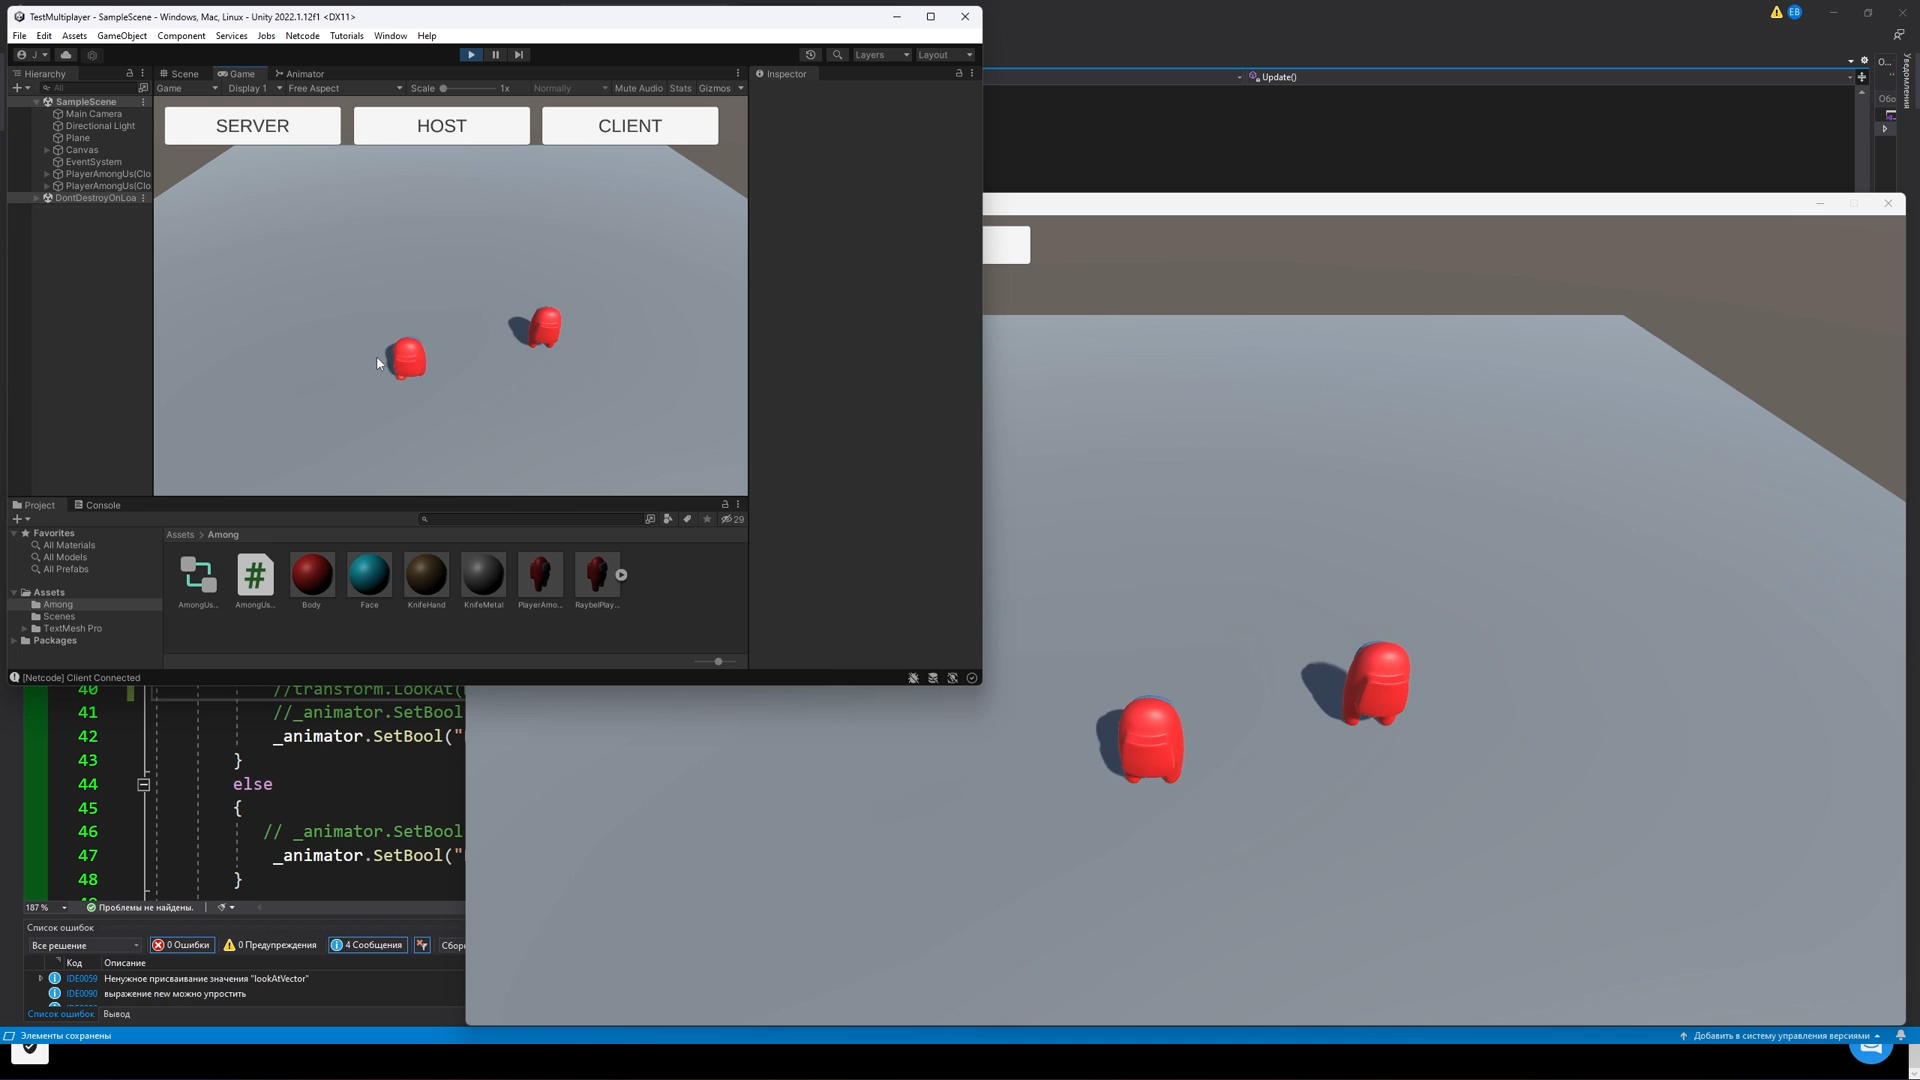 TestMultiplayer - SampleScene - Windows, Mac, Linux - Unity 2022.1.12f1 <DX11>
EB
File Edit Assets GameObject Component Services Jobs Netcode Tutorials Window Help
J
Layers
Layout
Hierarchy
Scene
Game
Animator
Inspector
All
Game
Display 1
Free Aspect
Scale
1x
Normally
Mute Audio
Stats
Gizmos
Update()
Уведомления
SampleScene
Main Camera
Directional Light
Plane
Canvas
EventSystem
PlayerAmongUs(Clo
PlayerAmongUs(Clo
DontDestroyOnLoa
SERVER
HOST
CLIENT
Project
Console
29
Favorites
All Materials
All Models
All Prefabs
Assets
Among
Scenes
TextMesh Pro
Packages
Assets > Among
AmongUs...
AmongUs...
Body
Face
KnifeHand
KnifeMetal
PlayerAmo...
RaybelPlay...
[Netcode] Client Connected
40 //transform.LookAt(
41 //_animator.SetBool
42 _animator.SetBool("
43 }
44 else
45 {
46 // _animator.SetBool
47 _animator.SetBool("
48 }
187 %
Проблемы не найдены.
Список ошибок
Все решение
0 Ошибки
0 Предупреждения
4 Сообщения
Сбор
Код
Описание
IDE0059 Ненужное присваивание значения "lookAtVector"
IDE0090 выражение new можно упростить
Список ошибок
Вывод
Элементы сохранены
Добавить в систему управления версиями